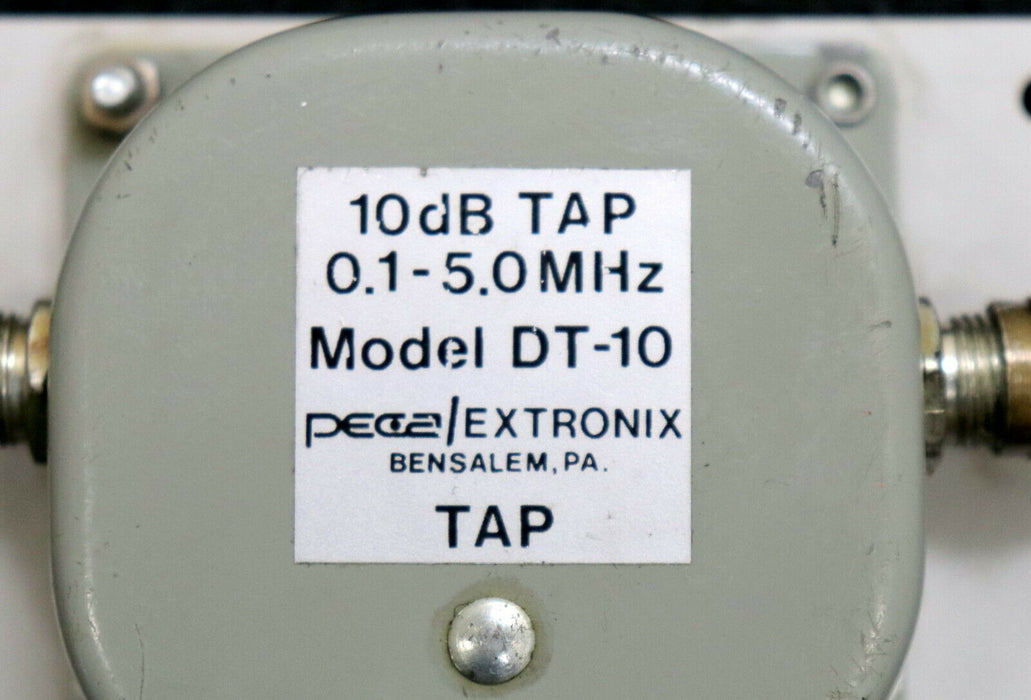 10dB TAP
0.1-5.0MHz
Model DT-10
peca/EXTRONIX
BENSALEM, PA.
TAP